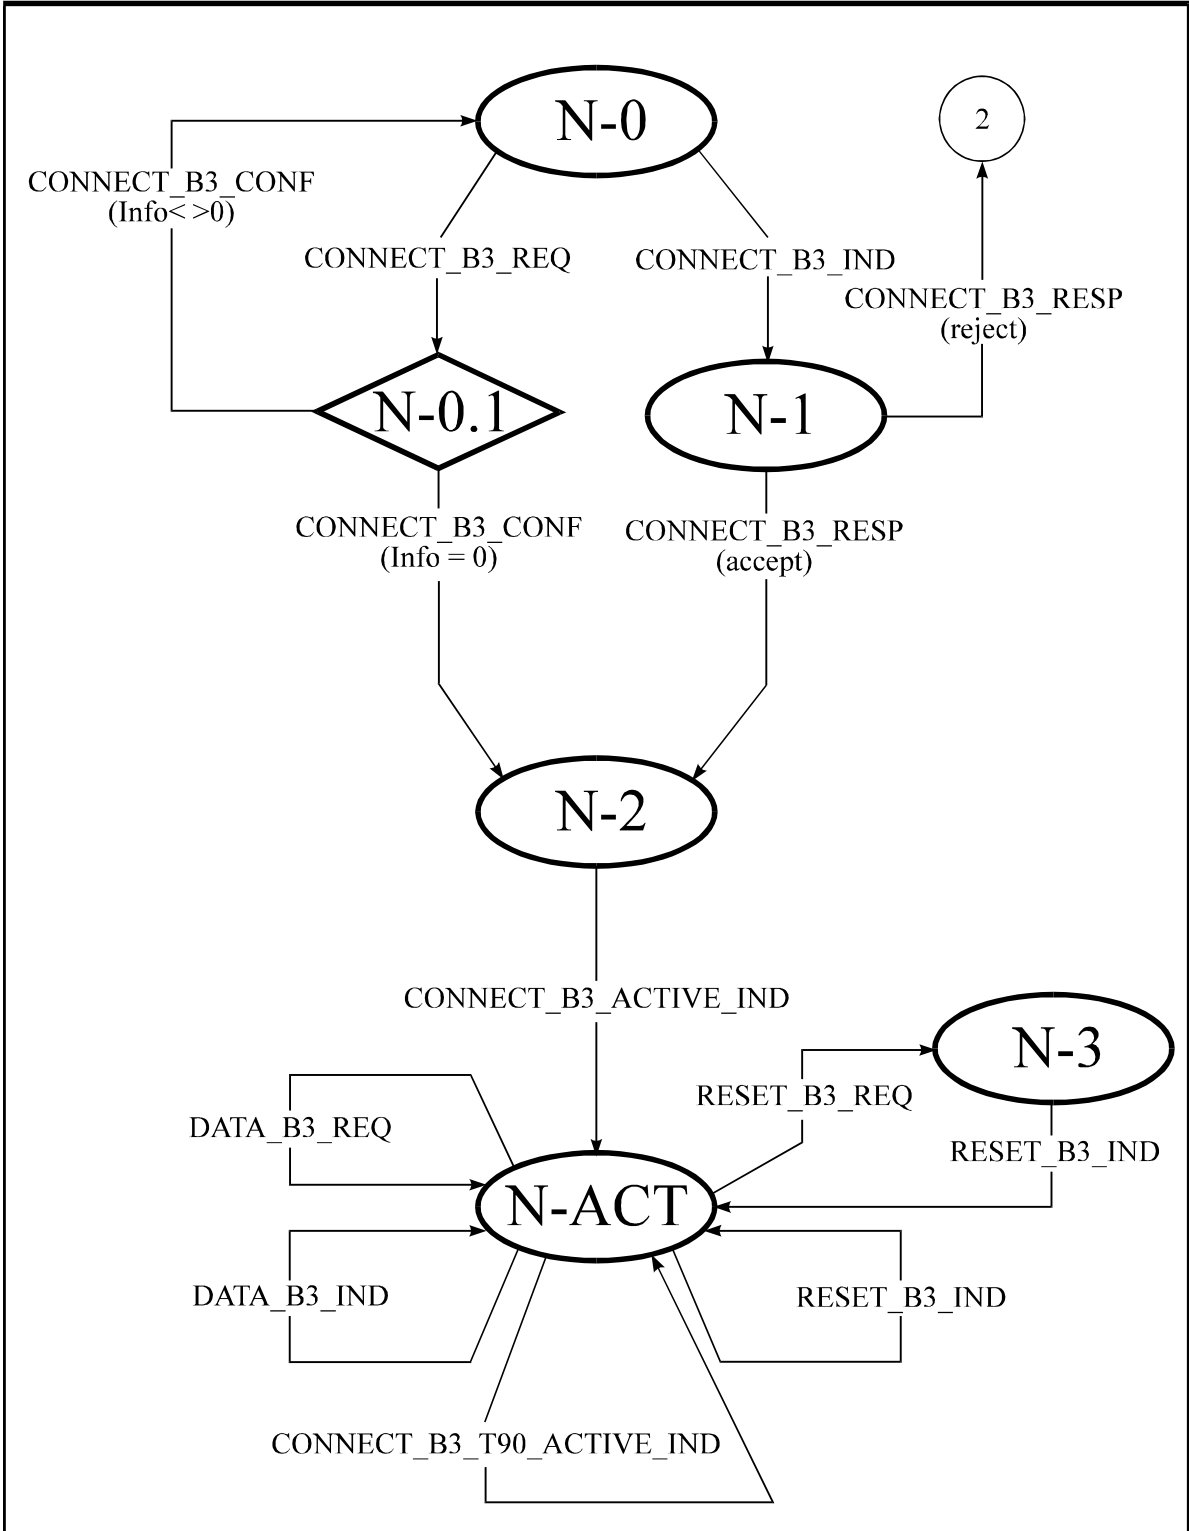 N-0
2
CONNECT_B3_CONF
(Info< >0)
CONNECT_B3_REQ
CONNECT_B3_IND
CONNECT_B3_RESP
(reject)
N-0.1
N-1
CONNECT_B3_CONF
(Info = 0)
CONNECT_B3_RESP
(accept)
N-2
CONNECT_B3_ACTIVE_IND
N-3
RESET_B3_REQ
DATA_B3_REQ
RESET_B3_IND
N-ACT
DATA_B3_IND
RESET_B3_IND
CONNECT_B3_T90_ACTIVE_IND